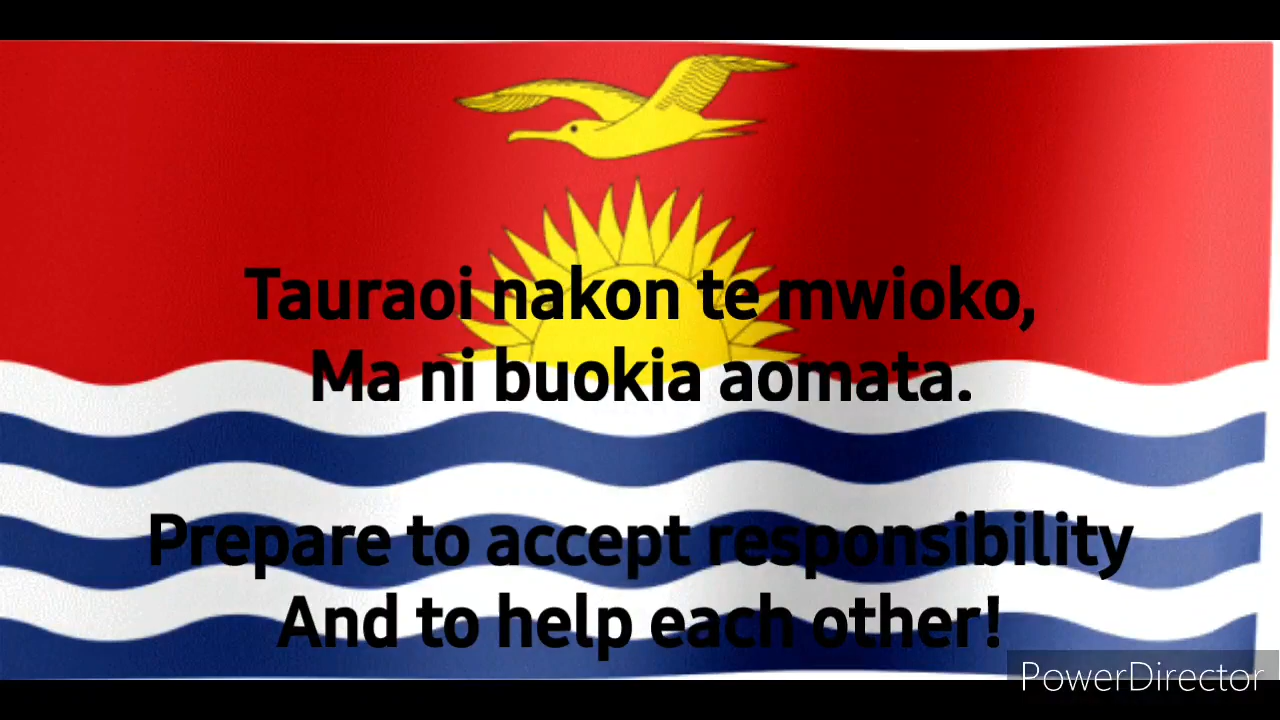 Tauraoi nakon te mwioko,
Ma ni buokia aomata.
Prepare to accept responsibility
And to help each other!
PowerDirector